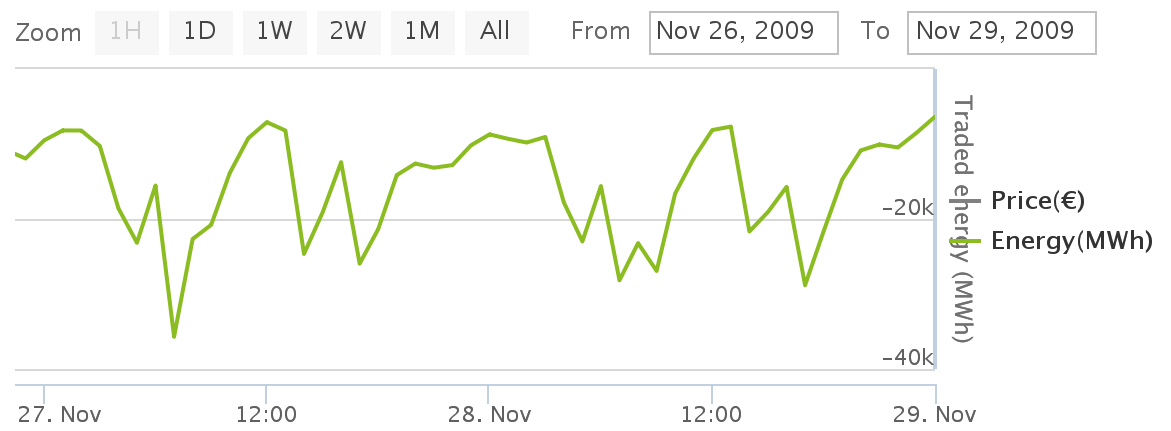 Zoom 1H 1D 1W 2W 1M All From Nov 26, 2009 To Nov 29, 2009
Traded energy (MWh)
−20k
−40k
Price(€)
Energy(MWh)
27. Nov 12:00 28. Nov 12:00 29. Nov